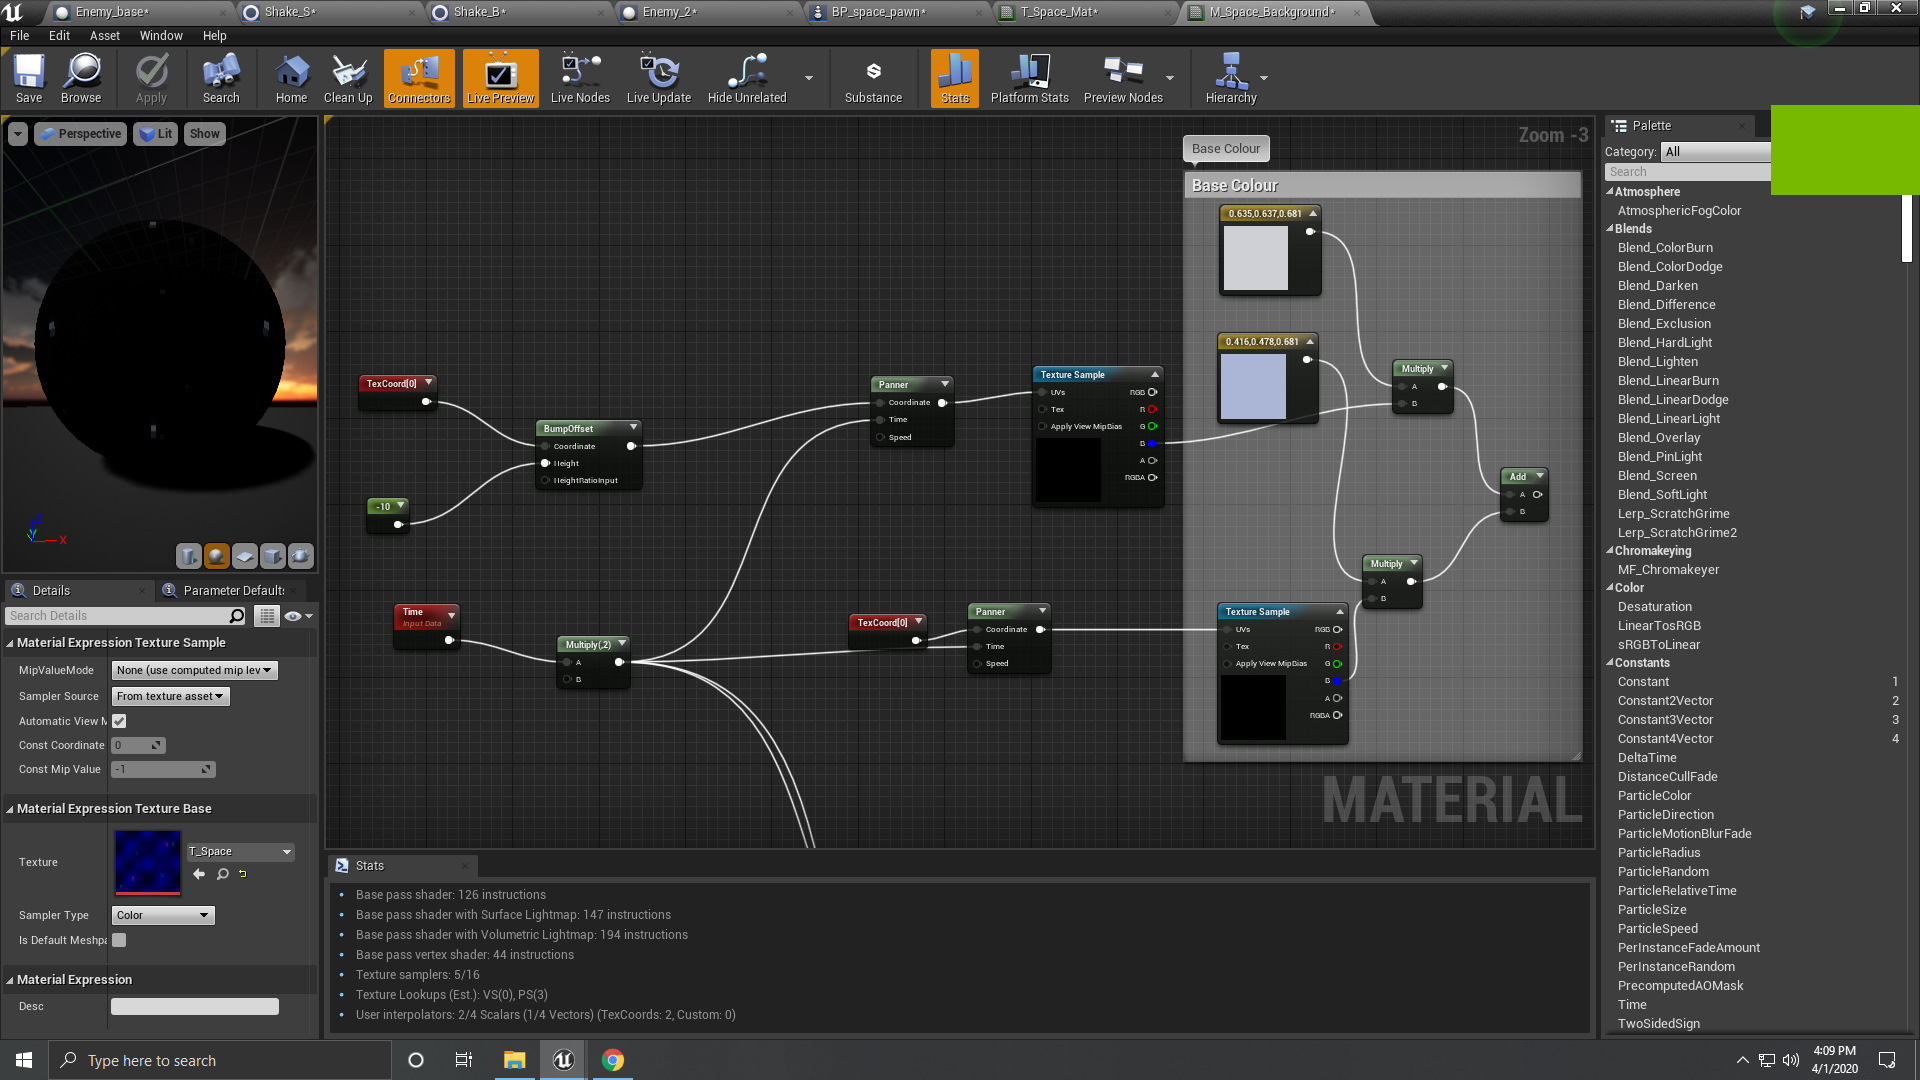 Enemy_base*
Shake_S*
Shake_B*
Enemy_2*
BP_space_pawn*
T_Space_Mat*
M_Space_Background*
File
Edit
Asset
Window
Help
Save
Browse
Apply
Search
Home
Clean Up
Connectors
Live Preview
Live Nodes
Live Update
Hide Unrelated
Substance
Stats
Platform Stats
Preview Nodes
Hierarchy
Perspective
Lit
Show
Z
X
Details
Parameter Default
Search Details
Material Expression Texture Sample
MipValueMode
None (use computed mip lev
Sampler Source
From texture asset
Automatic View M
Const Coordinate
0
Const Mip Value
-1
Material Expression Texture Base
Texture
T_Space
Sampler Type
Color
Is Default Meshpa
Material Expression
Desc
Zoom -3
Base Colour
Base Colour
0.635,0.637,0.681
0.416,0.478,0.681
TexCoord[0]
BumpOffset
Coordinate
Height
HeightRatioInput
-10
Panner
Coordinate
Time
Speed
Texture Sample
UVs
RGB
Tex
R
Apply View MipBias
G
B
A
RGBA
Multiply
A
B
Add
A
B
Multiply
A
B
Time
Input Data
Multiply(,2)
A
B
TexCoord[0]
Panner
Coordinate
Time
Speed
Texture Sample
UVs
RGB
Tex
R
Apply View MipBias
G
B
A
RGBA
MATERIAL
Stats
Base pass shader: 126 instructions
Base pass shader with Surface Lightmap: 147 instructions
Base pass shader with Volumetric Lightmap: 194 instructions
Base pass vertex shader: 44 instructions
Texture samplers: 5/16
Texture Lookups (Est.): VS(0), PS(3)
User interpolators: 2/4 Scalars (1/4 Vectors) (TexCoords: 2, Custom: 0)
Palette
Category:
All
Search
Atmosphere
AtmosphericFogColor
Blends
Blend_ColorBurn
Blend_ColorDodge
Blend_Darken
Blend_Difference
Blend_Exclusion
Blend_HardLight
Blend_Lighten
Blend_LinearBurn
Blend_LinearDodge
Blend_LinearLight
Blend_Overlay
Blend_PinLight
Blend_Screen
Blend_SoftLight
Lerp_ScratchGrime
Lerp_ScratchGrime2
Chromakeying
MF_Chromakeyer
Color
Desaturation
LinearTosRGB
sRGBToLinear
Constants
Constant 1
Constant2Vector 2
Constant3Vector 3
Constant4Vector 4
DeltaTime
DistanceCullFade
ParticleColor
ParticleDirection
ParticleMotionBlurFade
ParticleRadius
ParticleRandom
ParticleRelativeTime
ParticleSize
ParticleSpeed
PerInstanceFadeAmount
PerInstanceRandom
PrecomputedAOMask
Time
TwoSidedSign
Type here to search
4:09 PM
4/1/2020